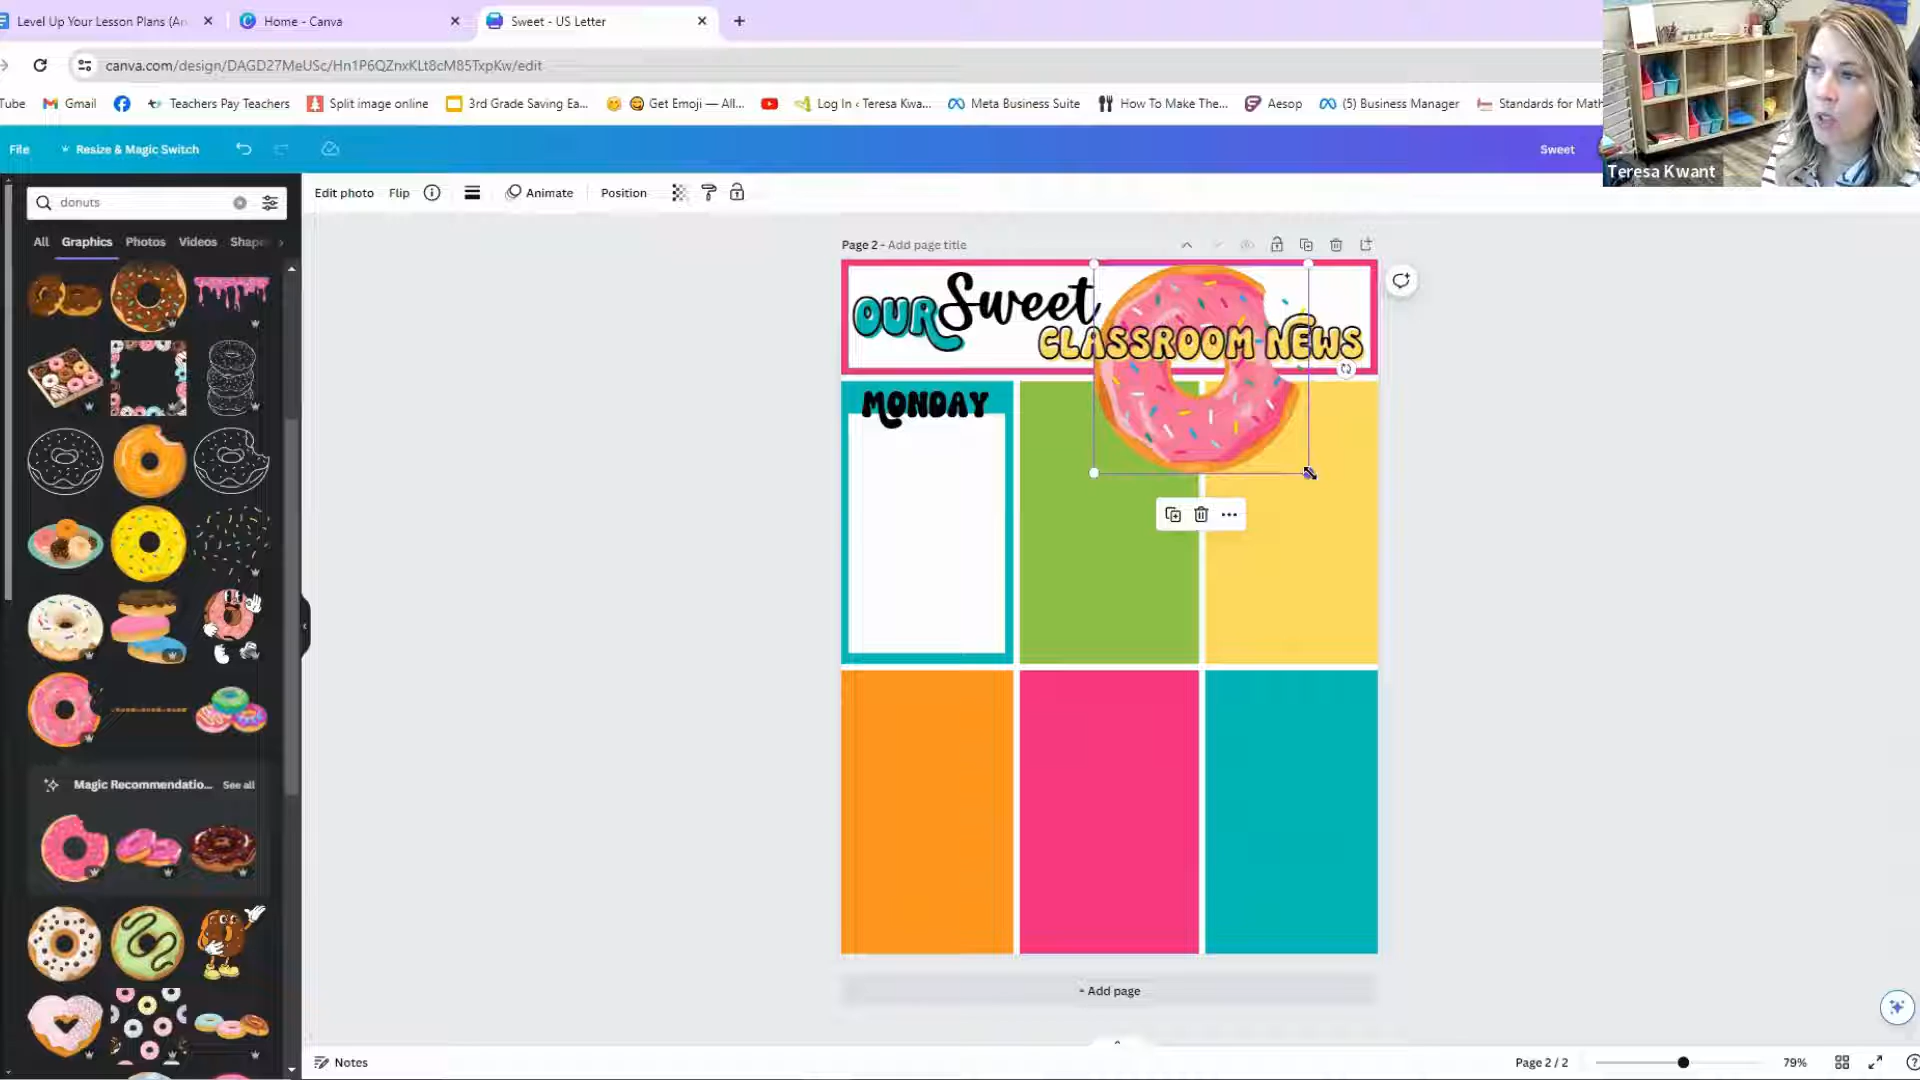 Level Up Your Lesson Plans (An
Home - Canva
Sweet - US Letter
canva.com/design/DAGD27MeUSc/Hn1P6QZnxKLt8cM85TxpKw/edit
Tube
Gmail
Teachers Pay Teachers
Split image online
3rd Grade Saving Ea...
Get Emoji — All...
Log In ‹ Teresa Kwa...
Meta Business Suite
How To Make The...
Aesop
(5) Business Manager
Standards for Math
File
Resize & Magic Switch
Sweet
Teresa Kwant
donuts
Edit photo
Flip
Animate
Position
All
Graphics
Photos
Videos
Shape
Page 2 - Add page title
OUR Sweet
CLASSROOM NEWS
MONDAY
Magic Recommendatio...
See all
+ Add page
Notes
Page 2 / 2
79%